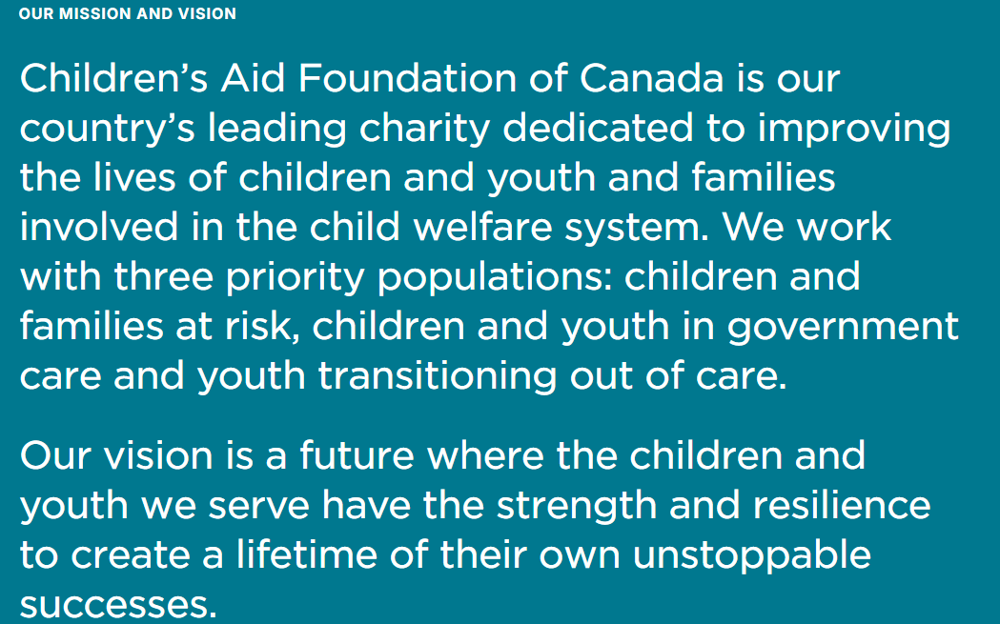 OUR MISSION AND VISION
Children’s Aid Foundation of Canada is our
country’s leading charity dedicated to improving
the lives of children and youth and families
involved in the child welfare system. We work
with three priority populations: children and
families at risk, children and youth in government
care and youth transitioning out of care.
Our vision is a future where the children and
youth we serve have the strength and resilience
to create a lifetime of their own unstoppable
successes.